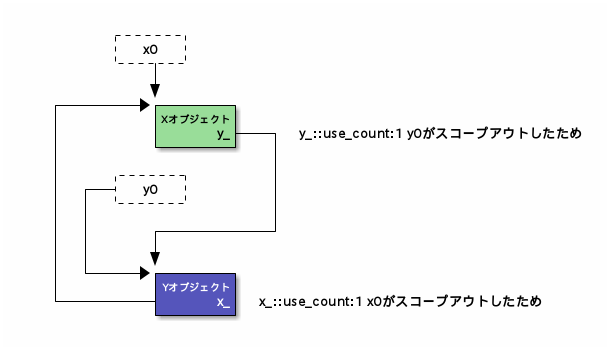 x0
Xオブジェクト
y_
y_::use_count:1 y0がスコープアウトしたため
y0
Yオブジェクト
x_
x_::use_count:1 x0がスコープアウトしたため